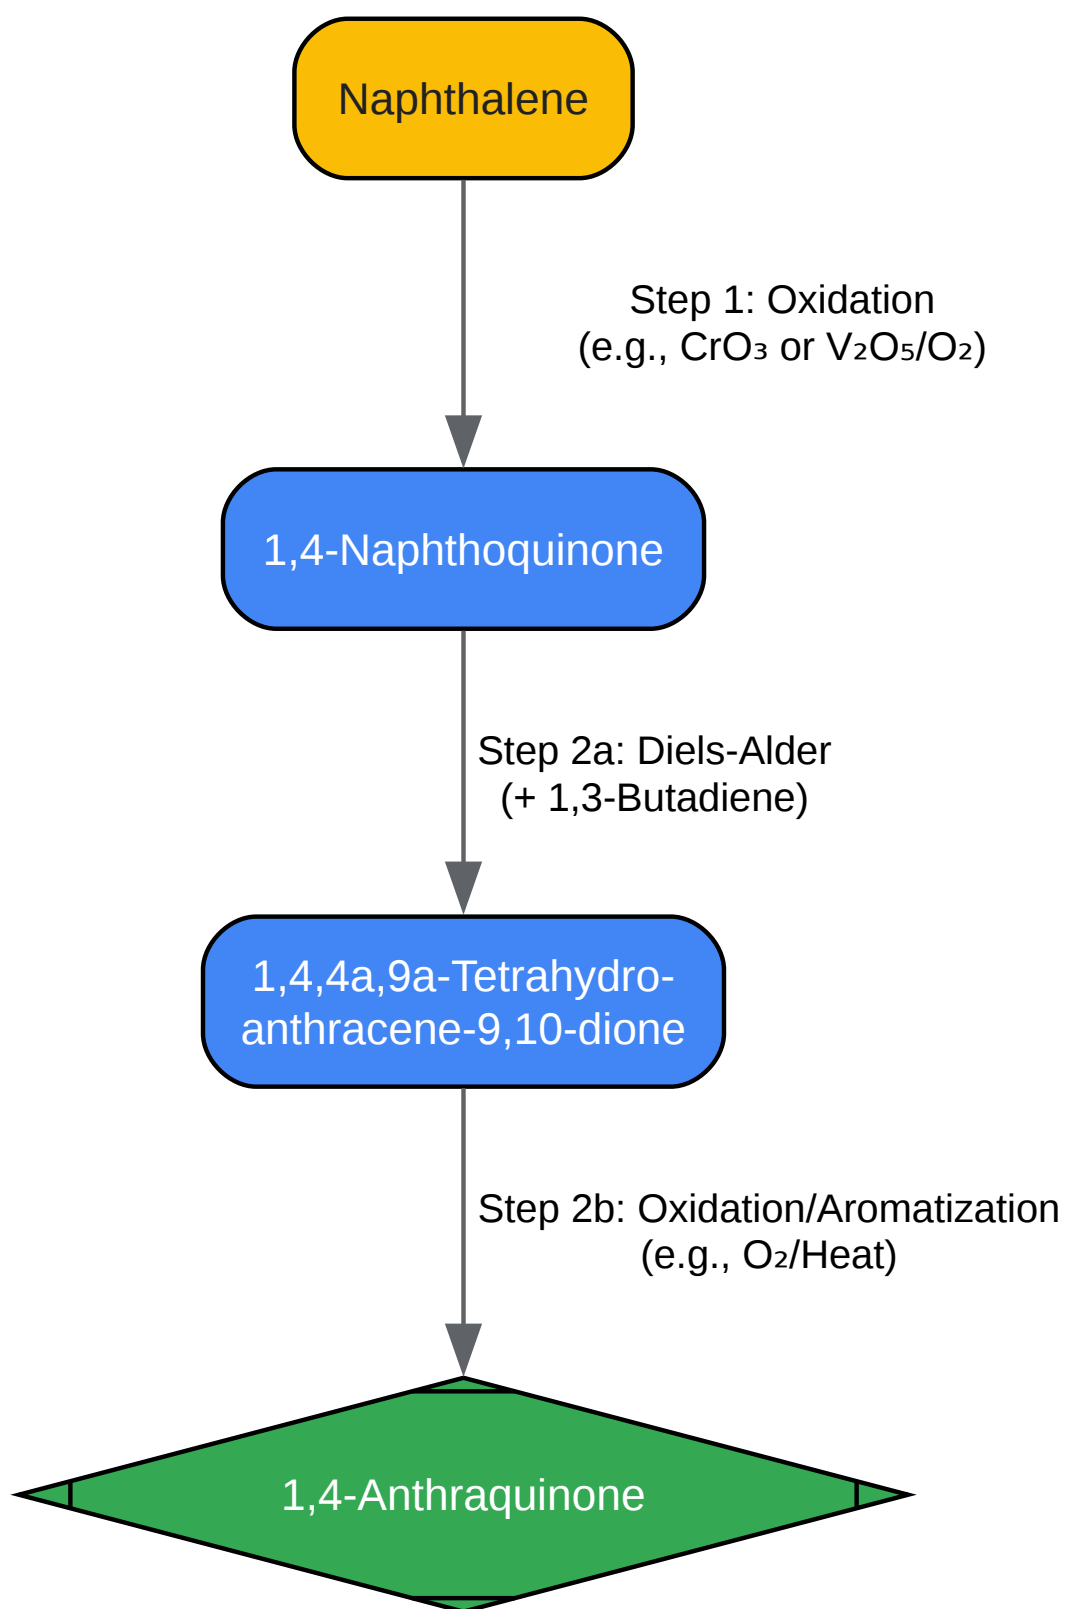 Naphthalene
Step 1: Oxidation
(e.g., CrO₃ or V₂O₅/O₂)
1,4-Naphthoquinone
Step 2a: Diels-Alder
(+ 1,3-Butadiene)
1,4,4a,9a-Tetrahydro-
anthracene-9,10-dione
Step 2b: Oxidation/Aromatization
(e.g., O₂/Heat)
1,4-Anthraquinone